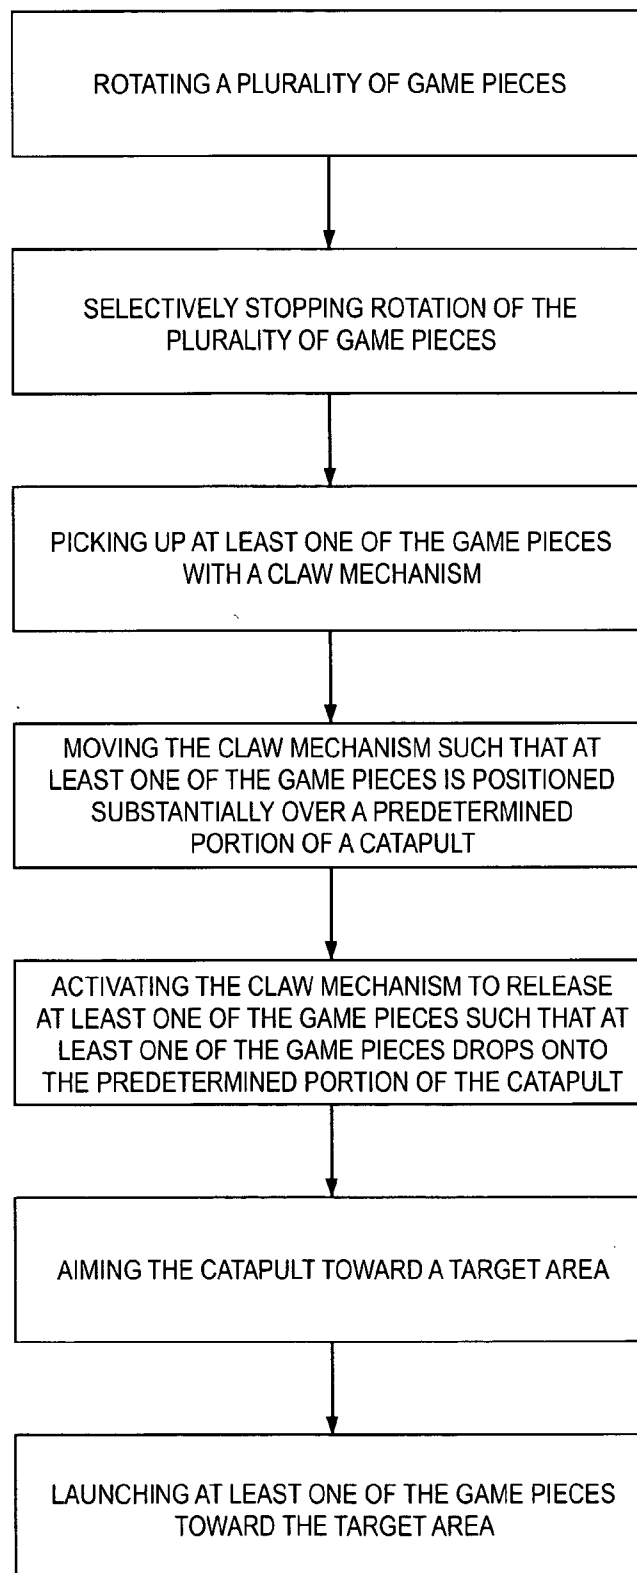 ROTATING A PLURALITY OF GAME PIECES
SELECTIVELY STOPPING ROTATION OF THE
PLURALITY OF GAME PIECES
PICKING UP AT LEAST ONE OF THE GAME PIECES
WITH A CLAW MECHANISM
MOVING THE CLAW MECHANISM SUCH THAT AT
LEAST ONE OF THE GAME PIECES IS POSITIONED
SUBSTANTIALLY OVER A PREDETERMINED
PORTION OF A CATAPULT
ACTIVATING THE CLAW MECHANISM TO RELEASE
AT LEAST ONE OF THE GAME PIECES SUCH THAT AT
LEAST ONE OF THE GAME PIECES DROPS ONTO
THE PREDETERMINED PORTION OF THE CATAPULT
AIMING THE CATAPULT TOWARD A TARGET AREA
LAUNCHING AT LEAST ONE OF THE GAME PIECES
TOWARD THE TARGET AREA